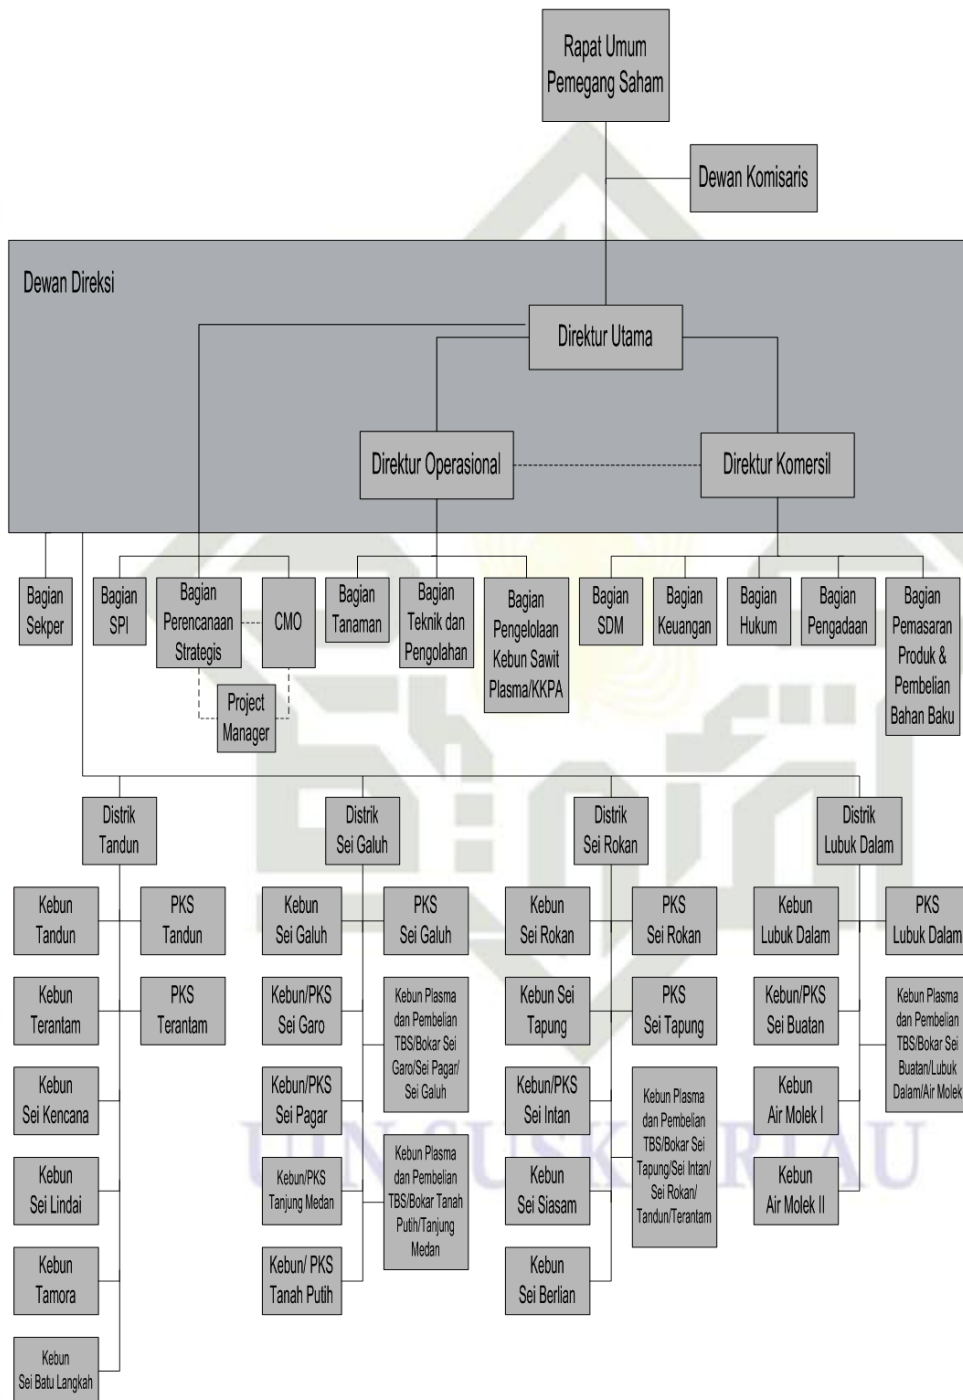 Rapat Umum
Pemegang Saham
Dewan Komisaris
Dewan Direksi
Direktur Utama
Direktur Operasional
Direktur Komersil
Bagian
Sekper
Bagian
SPI
Bagian
Perencanaan
Strategis
CMO
Project
Manager
Bagian
Tanaman
Bagian
Teknik dan
Pengolahan
Bagian
Pengelolaan
Kebun Sawit
Plasma/KKPA
Bagian
SDM
Bagian
Keuangan
Bagian
Hukum
Bagian
Pengadaan
Bagian
Pemasaran
Produk &
Pembelian
Bahan Baku
Distrik
Tandun
Kebun
Tandun
PKS
Tandun
Kebun
Terantam
PKS
Terantam
Kebun
Sei Kencana
Kebun
Sei Lindai
Kebun
Tamora
Kebun
Sei Batu Langkah
Distrik
Sei Galuh
Kebun
Sei Galuh
PKS
Sei Galuh
Kebun/PKS
Sei Garo
Kebun Plasma
dan Pembelian
TBS/Bokar Sei
Garo/Sei Pagar/
Sei Galuh
Kebun/PKS
Sei Pagar
Kebun/PKS
Tanjung Medan
Kebun Plasma
dan Pembelian
TBS/Bokar Tanah
Putih/Tanjung
Medan
Kebun/ PKS
Tanah Putih
Distrik
Sei Rokan
Kebun
Sei Rokan
PKS
Sei Rokan
Kebun Sei
Tapung
PKS
Sei Tapung
Kebun/PKS
Sei Intan
Kebun Plasma
dan Pembelian
TBS/Bokar Sei
Tapung/Sei Intan/
Sei Rokan/
Tandun/Terantam
Kebun
Sei Siasam
Kebun
Sei Berlian
Distrik
Lubuk Dalam
Kebun
Lubuk Dalam
PKS
Lubuk Dalam
Kebun/PKS
Sei Buatan
Kebun Plasma
dan Pembelian
TBS/Bokar Sei
Buatan/Lubuk
Dalam/Air Molek
Kebun
Air Molek I
Kebun
Air Molek II
UIN SUSKA RIAU